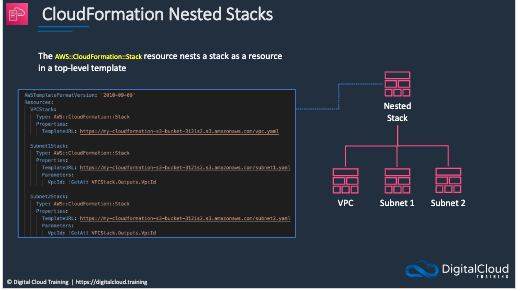 CloudFormation Nested Stacks
The AWS::CloudFormation::Stack resource nests a stack as a resource
in a top-level template
AWSTemplateFormatVersion: '2010-09-09'
Resources:
VPCStack:
Type: AWS::CloudFormation::Stack
Properties:
TemplateURL: https://my-cloudformation-s3-bucket-3121s2.s3.amazonaws.com/vpc.yaml
Subnet1Stack:
Type: AWS::CloudFormation::Stack
Properties:
TemplateURL: https://my-cloudformation-s3-bucket-3121s2.s3.amazonaws.com/subnet1.yaml
Parameters:
VpcId: !GetAtt VPCStack.Outputs.VpcId
Subnet2Stack:
Type: AWS::CloudFormation::Stack
Properties:
TemplateURL: https://my-cloudformation-s3-bucket-3121s2.s3.amazonaws.com/subnet2.yaml
Parameters:
VpcId: !GetAtt VPCStack.Outputs.VpcId
Nested
Stack
VPC
Subnet 1
Subnet 2
© Digital Cloud Training | https://digitalcloud.training
DigitalCloud
TRAINING